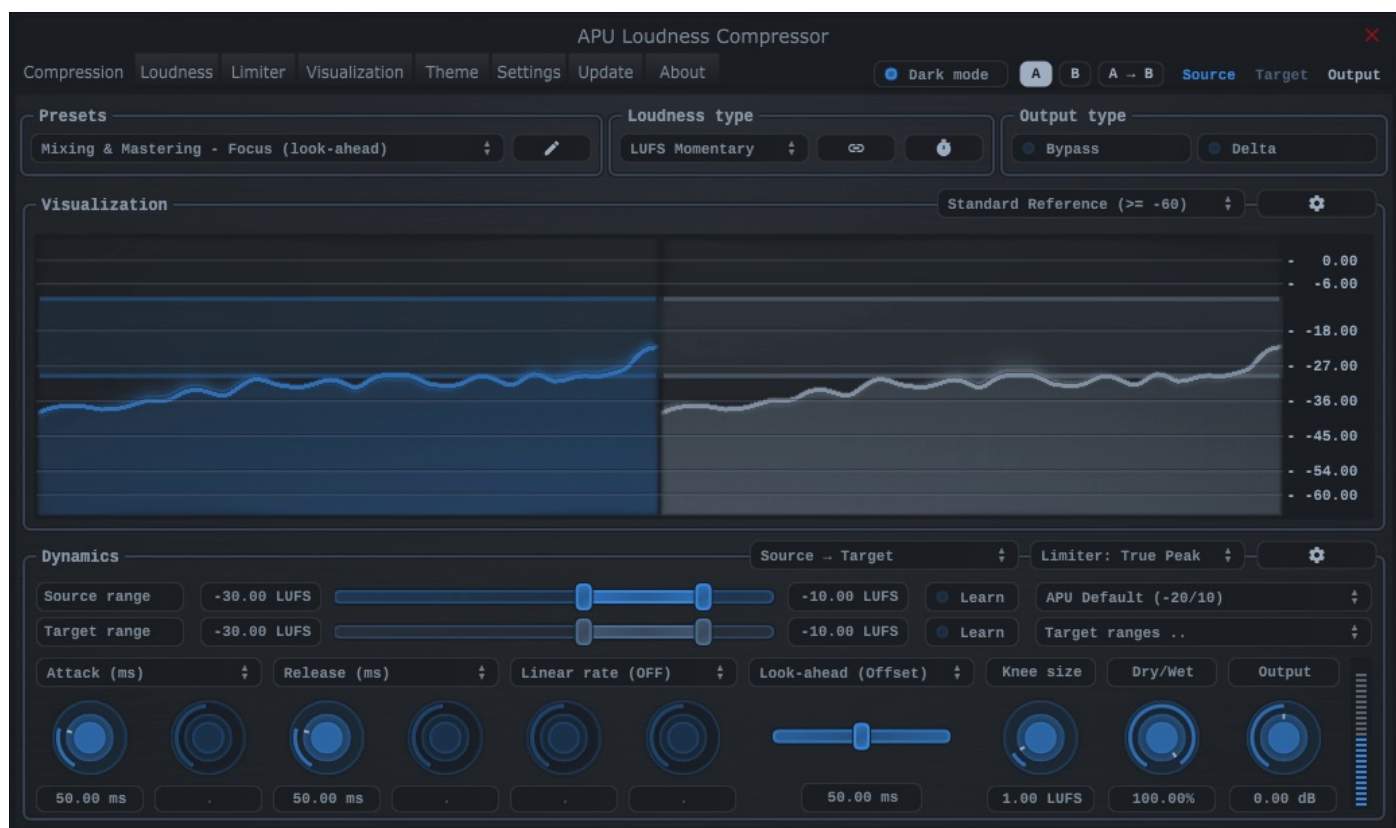 APU Loudness Compressor
Compression Loudness Limiter Visualization Theme Settings Update About Dark mode A B A → B Source Target Output
Presets Loudness type Output type
Mixing & Mastering - Focus (look-ahead) LUFS Momentary Bypass Delta
Visualization Standard Reference (>= -60)
- 0.00
- -6.00
- -18.00
- -27.00
- -36.00
- -45.00
- -54.00
- -60.00
Dynamics Source → Target Limiter: True Peak
Source range -30.00 LUFS -10.00 LUFS Learn APU Default (-20/10)
Target range -30.00 LUFS -10.00 LUFS Learn Target ranges ..
Attack (ms) Release (ms) Linear rate (OFF) Look-ahead (Offset) Knee size Dry/Wet Output
50.00 ms . 50.00 ms . . . 50.00 ms 1.00 LUFS 100.00% 0.00 dB